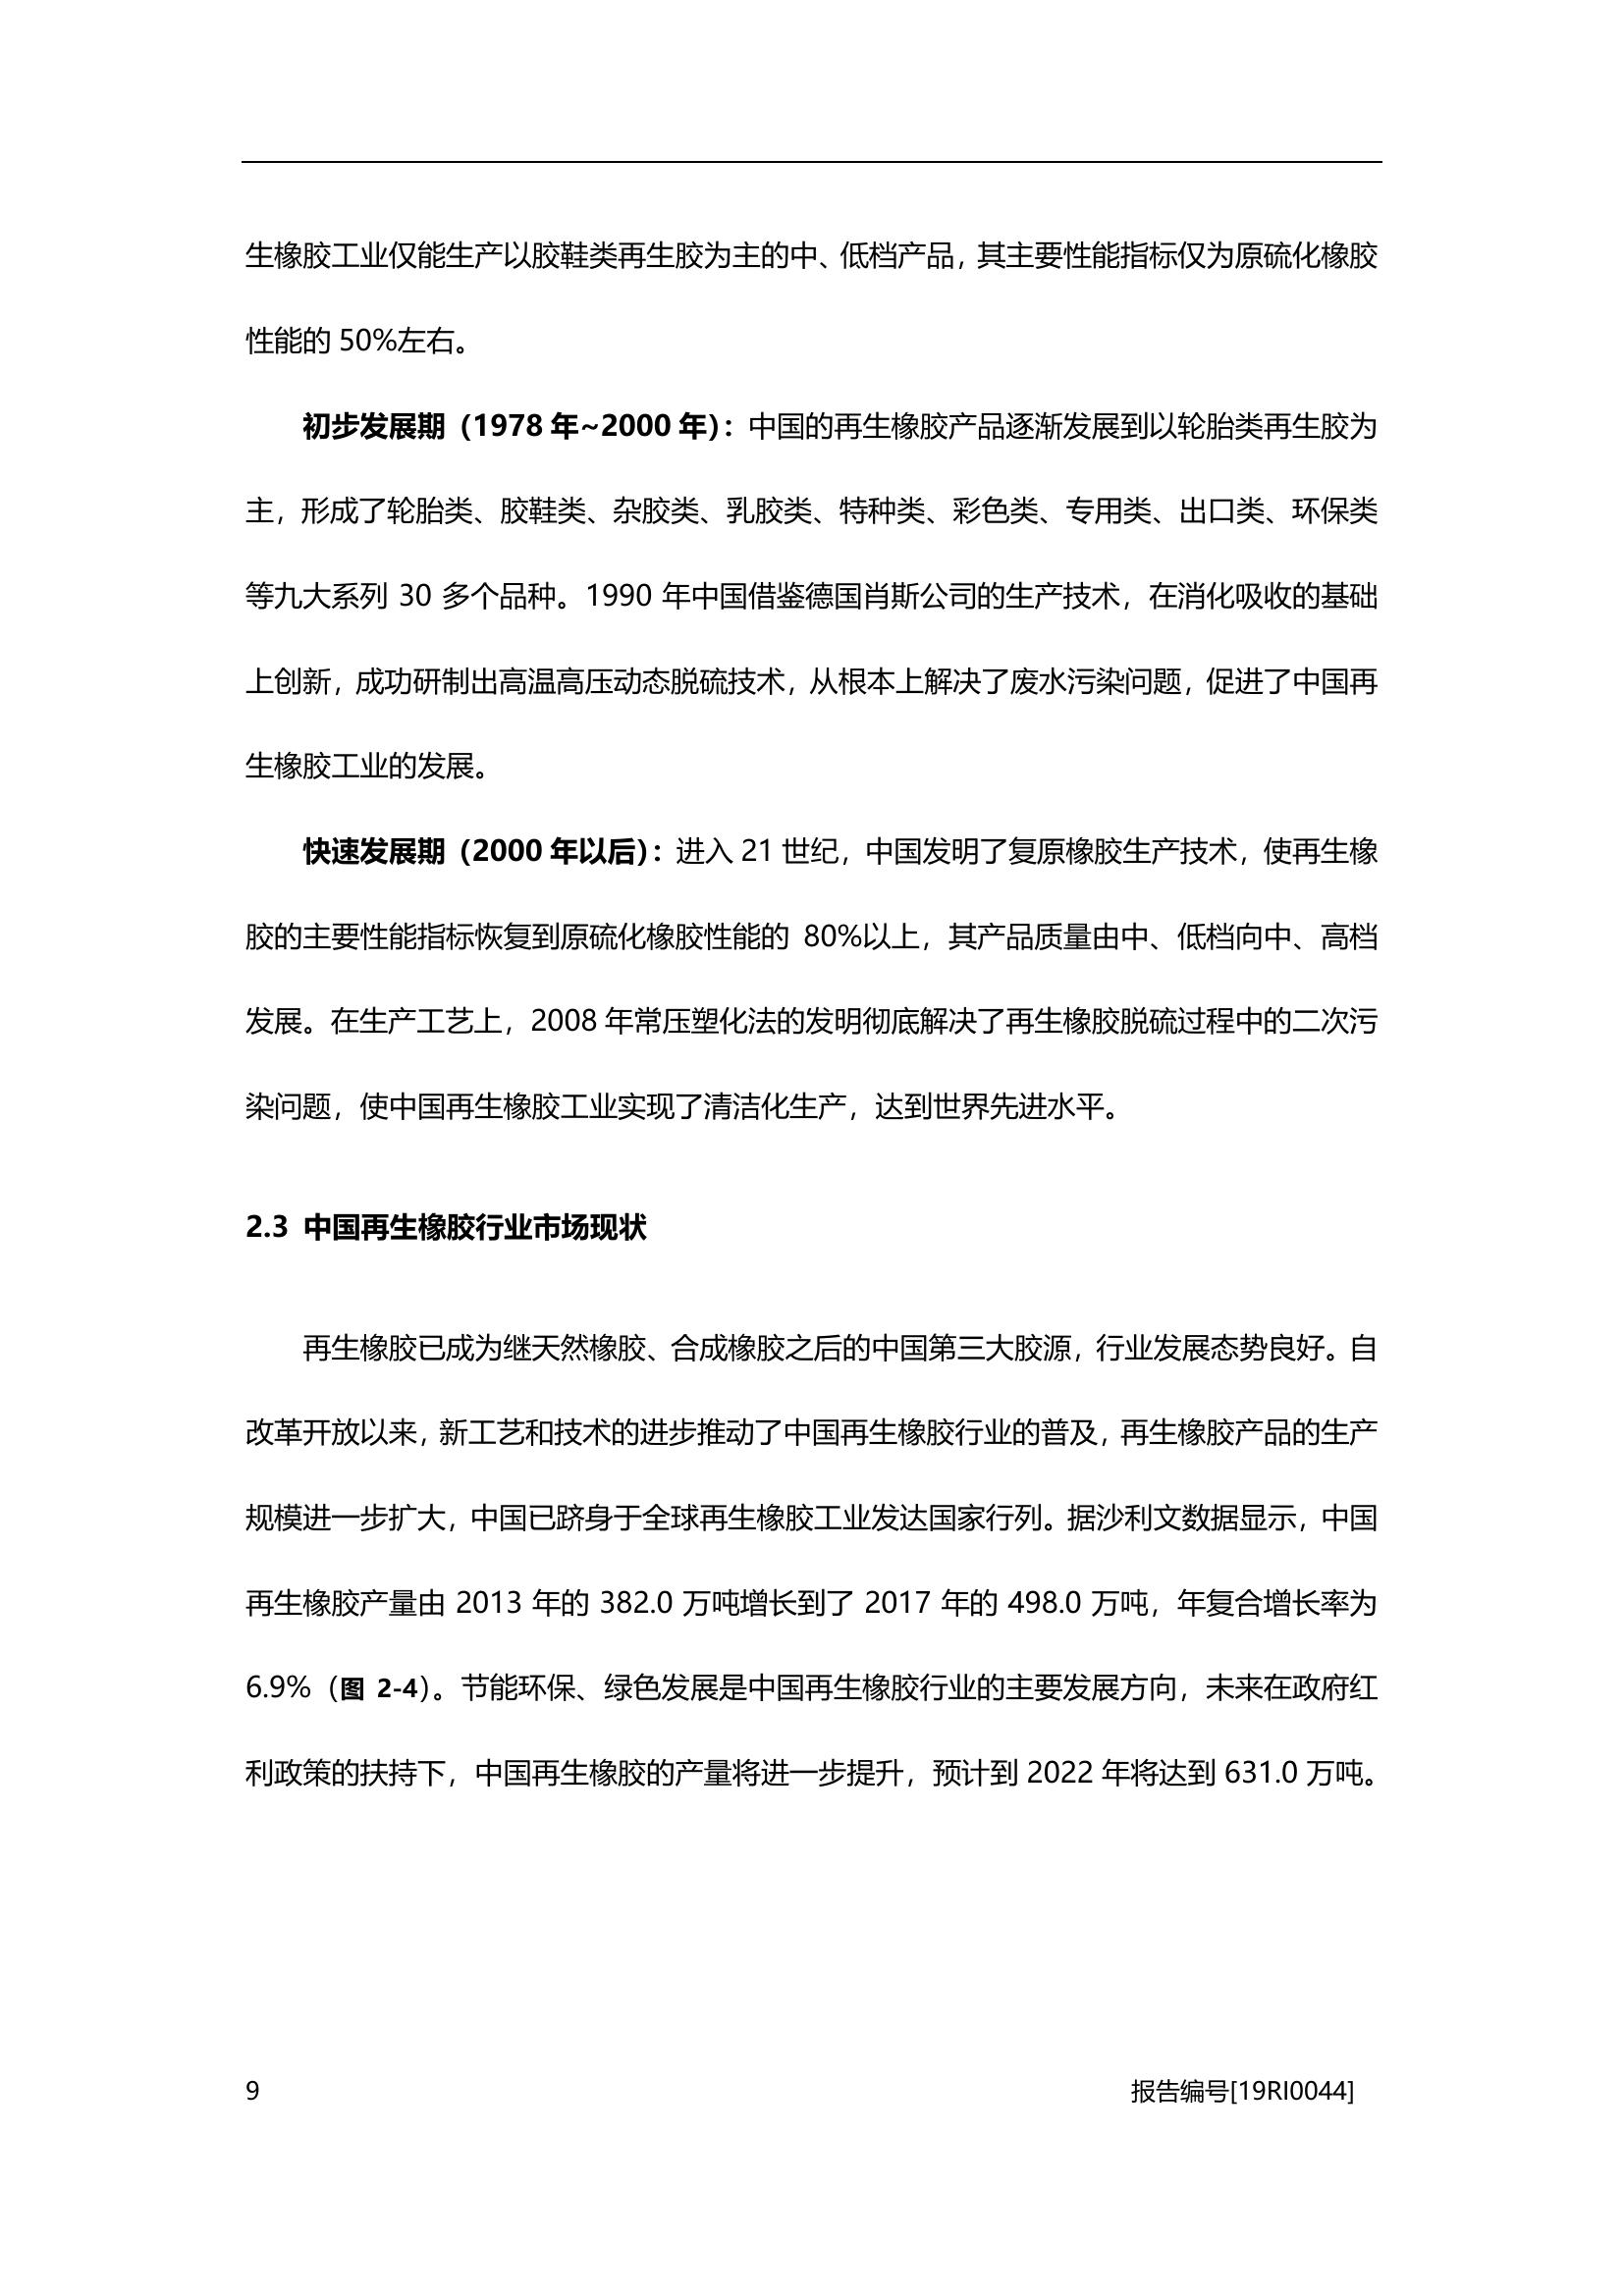 生橡胶工业仅能生产以胶鞋类再生胶为主的中、低档产品，其主要性能指标仅为原硫化橡胶
性能的 50%左右。
初步发展期（1978 年~2000 年）：中国的再生橡胶产品逐渐发展到以轮胎类再生胶为
主，形成了轮胎类、胶鞋类、杂胶类、乳胶类、特种类、彩色类、专用类、出口类、环保类
等九大系列 30 多个品种。1990 年中国借鉴德国肖斯公司的生产技术，在消化吸收的基础
上创新，成功研制出高温高压动态脱硫技术，从根本上解决了废水污染问题，促进了中国再
生橡胶工业的发展。
快速发展期（2000 年以后）：进入 21 世纪，中国发明了复原橡胶生产技术，使再生橡
胶的主要性能指标恢复到原硫化橡胶性能的 80%以上，其产品质量由中、低档向中、高档
发展。在生产工艺上，2008 年常压塑化法的发明彻底解决了再生橡胶脱硫过程中的二次污
染问题，使中国再生橡胶工业实现了清洁化生产，达到世界先进水平。
2.3 中国再生橡胶行业市场现状
再生橡胶已成为继天然橡胶、合成橡胶之后的中国第三大胶源，行业发展态势良好。自
改革开放以来，新工艺和技术的进步推动了中国再生橡胶行业的普及，再生橡胶产品的生产
规模进一步扩大，中国已跻身于全球再生橡胶工业发达国家行列。据沙利文数据显示，中国
再生橡胶产量由 2013 年的 382.0 万吨增长到了 2017 年的 498.0 万吨，年复合增长率为
6.9%（图 2-4）。节能环保、绿色发展是中国再生橡胶行业的主要发展方向，未来在政府红
利政策的扶持下，中国再生橡胶的产量将进一步提升，预计到 2022 年将达到 631.0 万吨。
9 报告编号[19RI0044]